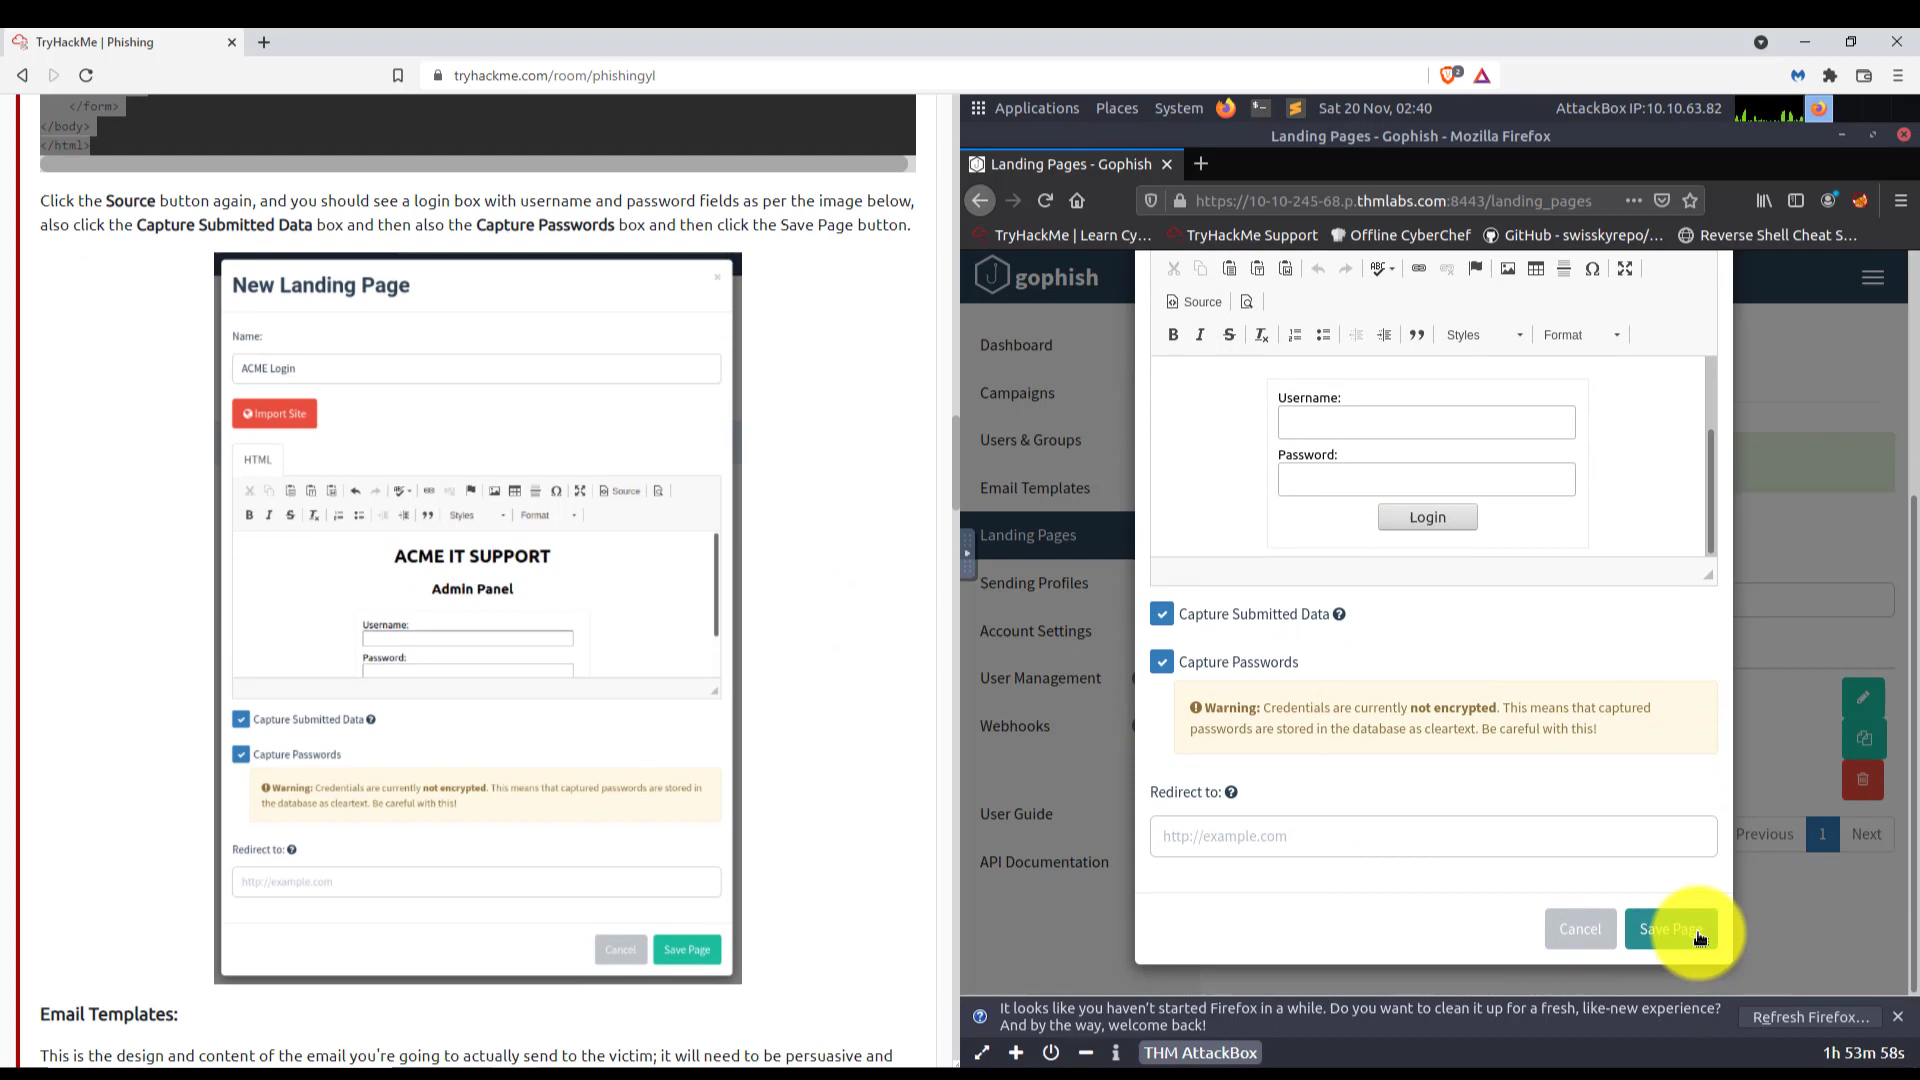 TryHackMe | Phishing
tryhackme.com/room/phishingyl
2
</form>
</body>
</html>
Click the Source button again, and you should see a login box with username and password fields as per the image below,
also click the Capture Submitted Data box and then also the Capture Passwords box and then click the Save Page button.
New Landing Page
Name:
ACME Login
Import Site
HTML
Source
B I S
Styles
Format
ACME IT SUPPORT
Admin Panel
Username:
Password:
Capture Submitted Data
Capture Passwords
Warning: Credentials are currently not encrypted. This means that captured passwords are stored in
the database as cleartext. Be careful with this!
Redirect to:
http://example.com
Cancel
Save Page
Email Templates:
This is the design and content of the email you're going to actually send to the victim; it will need to be persuasive and
Applications
Places
System
Sat 20 Nov, 02:40
AttackBox IP:10.10.63.82
Landing Pages - Gophish - Mozilla Firefox
Landing Pages - Gophish
https://10-10-245-68.p.thmlabs.com:8443/landing_pages
TryHackMe | Learn Cy...
TryHackMe Support
Offline CyberChef
GitHub - swisskyrepo/...
Reverse Shell Cheat S...
gophish
Dashboard
Campaigns
Users & Groups
Email Templates
Landing Pages
Sending Profiles
Account Settings
User Management
Webhooks
User Guide
API Documentation
Source
B I S
Styles
Format
Username:
Password:
Login
Capture Submitted Data
Capture Passwords
Warning: Credentials are currently not encrypted. This means that captured
passwords are stored in the database as cleartext. Be careful with this!
Redirect to:
http://example.com
Cancel
Save Page
Previous
1
Next
It looks like you haven't started Firefox in a while. Do you want to clean it up for a fresh, like-new experience?
And by the way, welcome back!
Refresh Firefox...
THM AttackBox
1h 53m 58s